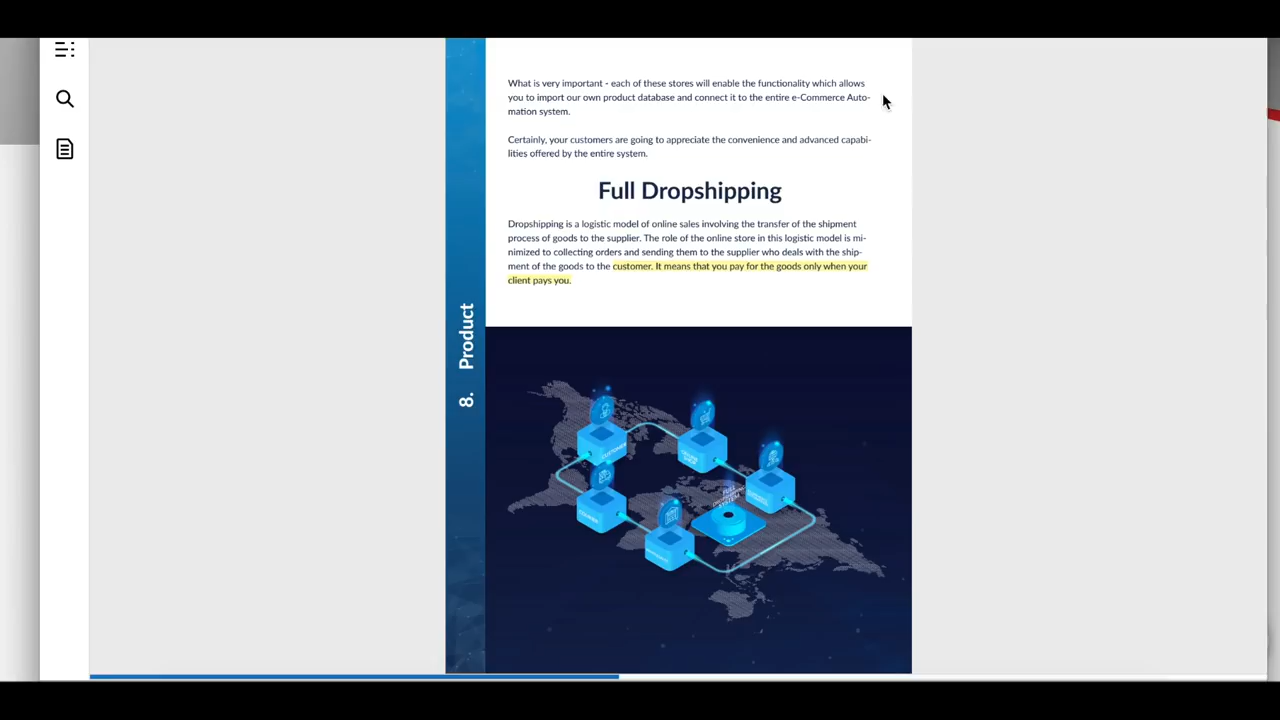 What is very important - each of these stores will enable the functionality which allows
you to import our own product database and connect it to the entire e-Commerce Auto-
mation system.
Certainly, your customers are going to appreciate the convenience and advanced capabi-
lities offered by the entire system.
Full Dropshipping
Dropshipping is a logistic model of online sales involving the transfer of the shipment
process of goods to the supplier. The role of the online store in this logistic model is mi-
nimized to collecting orders and sending them to the supplier who deals with the ship-
ment of the goods to the customer. It means that you pay for the goods only when your
client pays you.
8. Product
CUSTOMER
FULL
DROPSHIPPING
SYSTEM